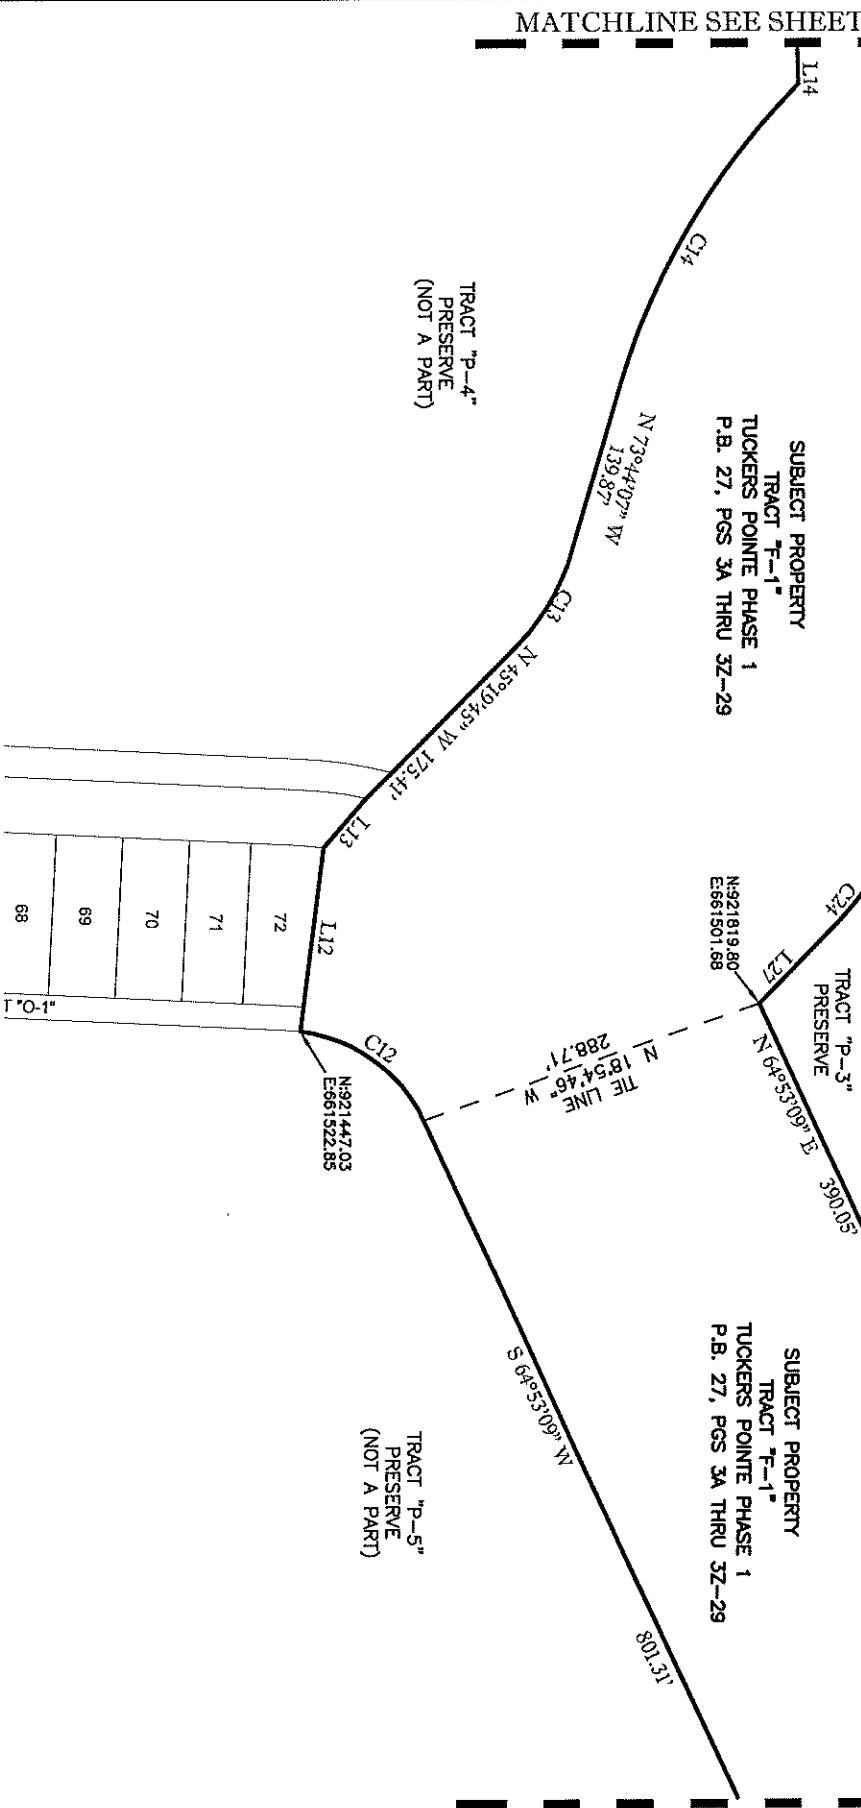 MATCHLINE SEE SHEET
L14
C14
TRACT "P-4"
PRESERVE
(NOT A PART)
SUBJECT PROPERTY
TRACT "F-1"
TUCKERS POINTE PHASE 1
P.B. 27, PGS 3A THRU 3Z-29
N 73°44'07" W
139.87'
C13
N 45°19'45" W 175.41'
L13
L12
72
71
70
69
68
T "O-1"
C12
N:921447.03
E:661522.85
C24
L27
N:921819.80
E:661501.68
TRACT "P-3"
PRESERVE
N 64°53'09" E 390.05'
TIE LINE
N 18°54'46" W
288.71'
SUBJECT PROPERTY
TRACT "F-1"
TUCKERS POINTE PHASE 1
P.B. 27, PGS 3A THRU 3Z-29
S 64°53'09" W 801.31'
TRACT "P-5"
PRESERVE
(NOT A PART)